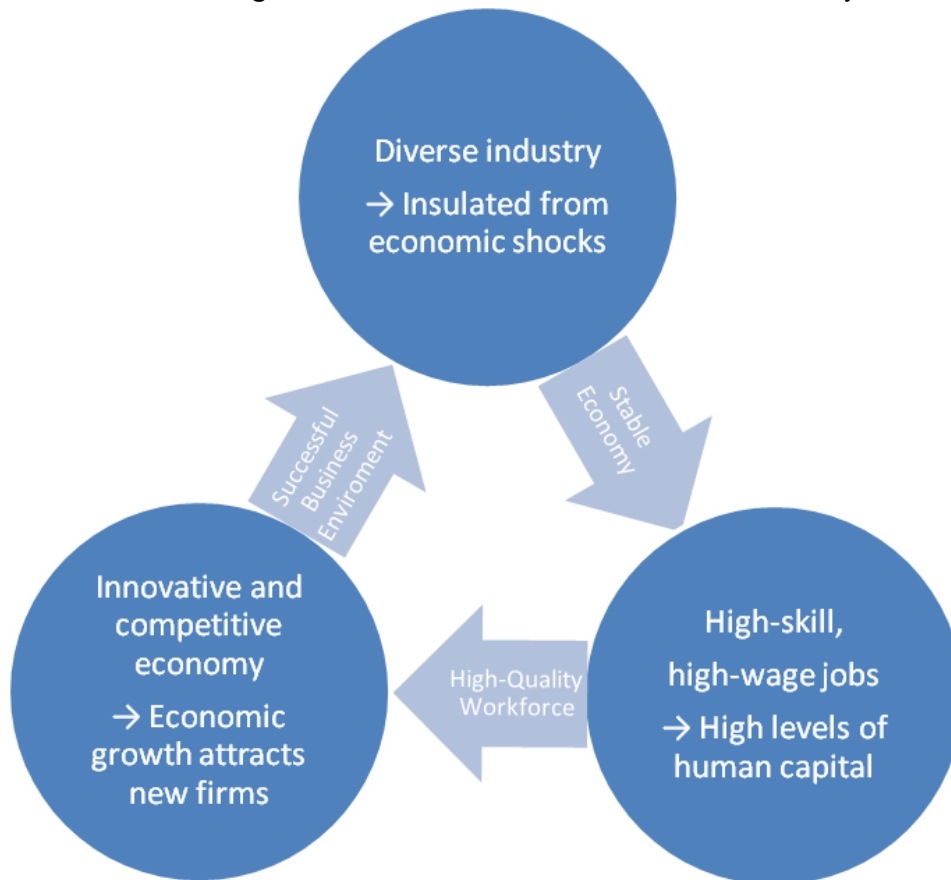 Diverse industry
→ Insulated from
economic shocks
Stable
Economy
High-skill,
high-wage jobs
→ High levels of
human capital
High-Quality
Workforce
Innovative and
competitive
economy
→ Economic
growth attracts
new firms
Successful
Business
Enviroment